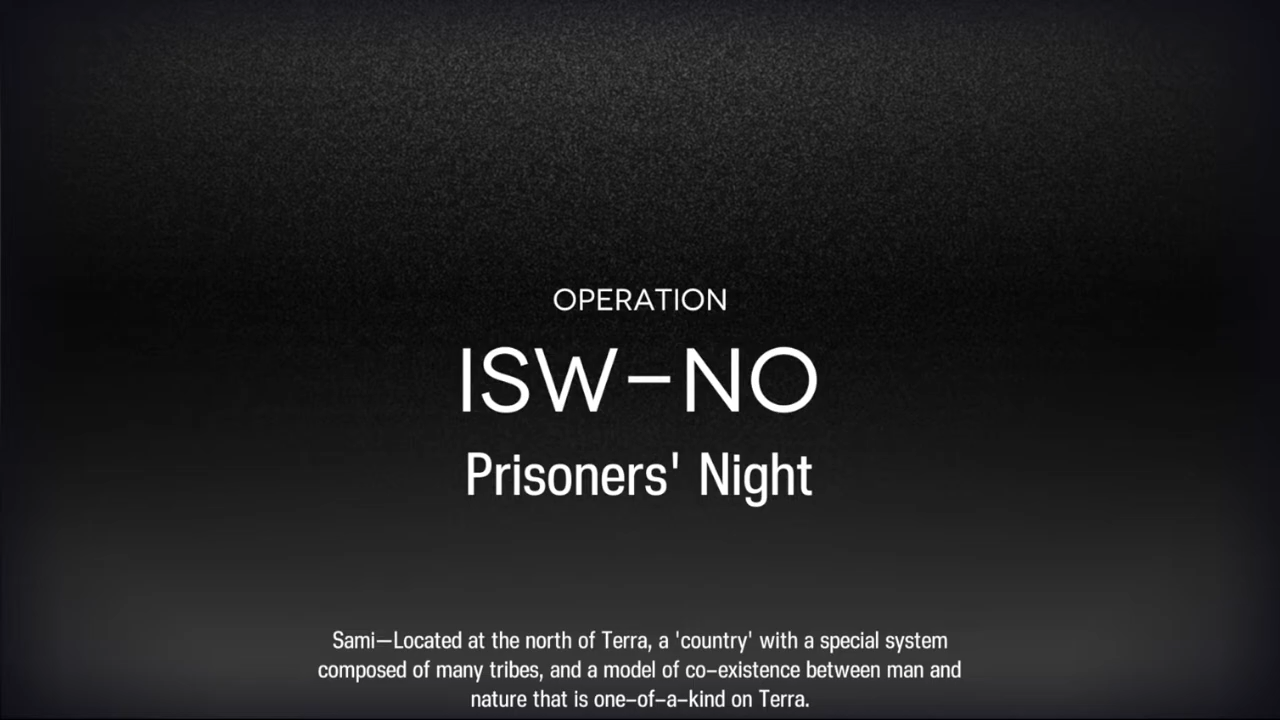 OPERATION
ISW-NO
Prisoners' Night
Sami—Located at the north of Terra, a 'country' with a special system
composed of many tribes, and a model of co-existence between man and
nature that is one-of-a-kind on Terra.